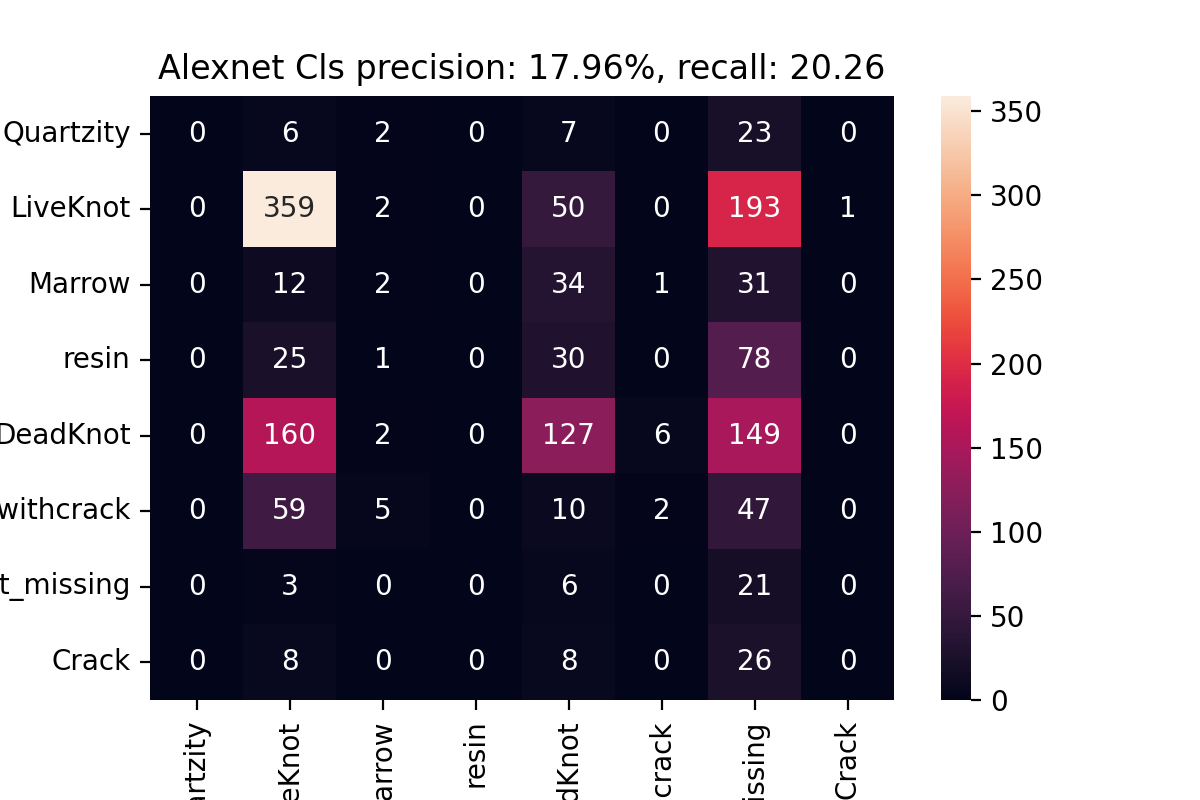 Alexnet Cls precision: 17.96%, recall: 20.26
Quartzity 0 6 2 0 7 0 23 0
LiveKnot 0 359 2 0 50 0 193 1
Marrow 0 12 2 0 34 1 31 0
resin 0 25 1 0 30 0 78 0
DeadKnot 0 160 2 0 127 6 149 0
withcrack 0 59 5 0 10 2 47 0
t_missing 0 3 0 0 6 0 21 0
Crack 0 8 0 0 8 0 26 0
artzity eKnot arrow resin dKnot crack issing Crack
350
300
250
200
150
100
50
0